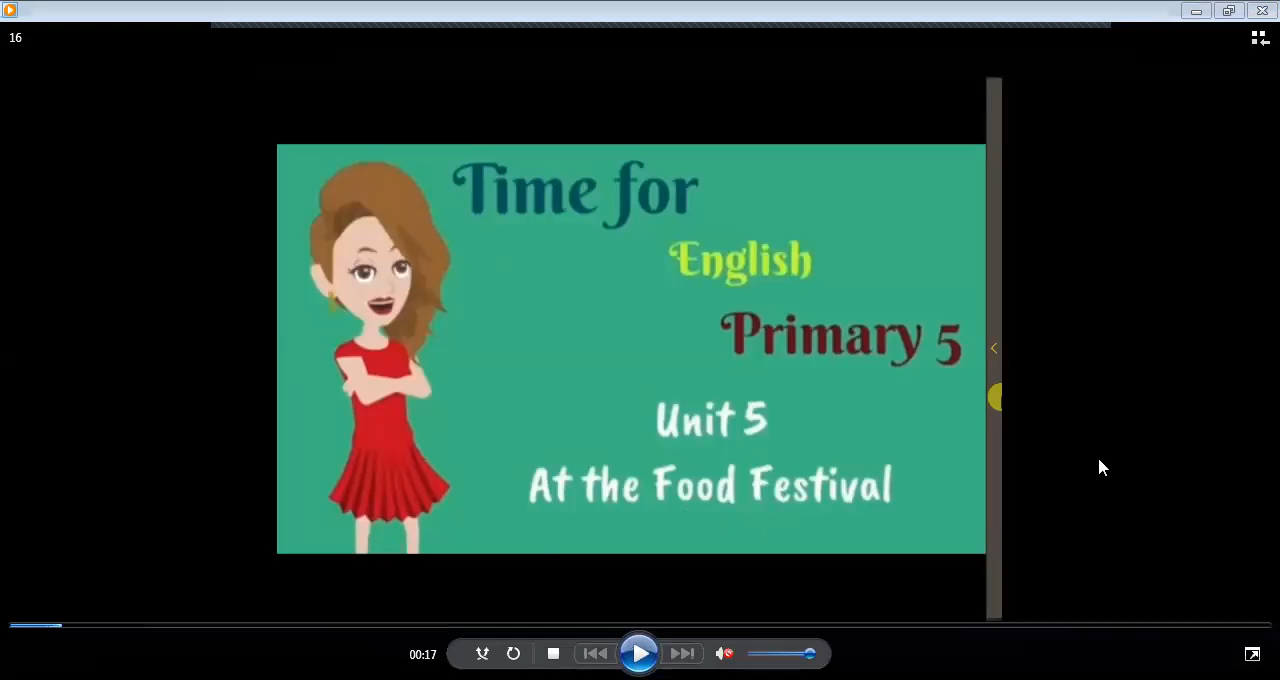 16
Time for
English
Primary 5
Unit 5
At the Food Festival
00:17